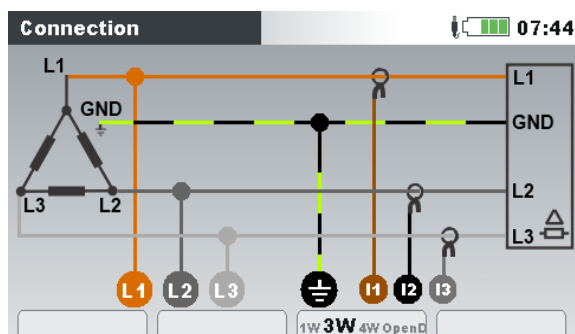 Connection 07:44
L1 L1
GND GND
L2
L3 L2
L3
L1 L2 L3 I1 I2 I3
1W 3W 4W OpenD